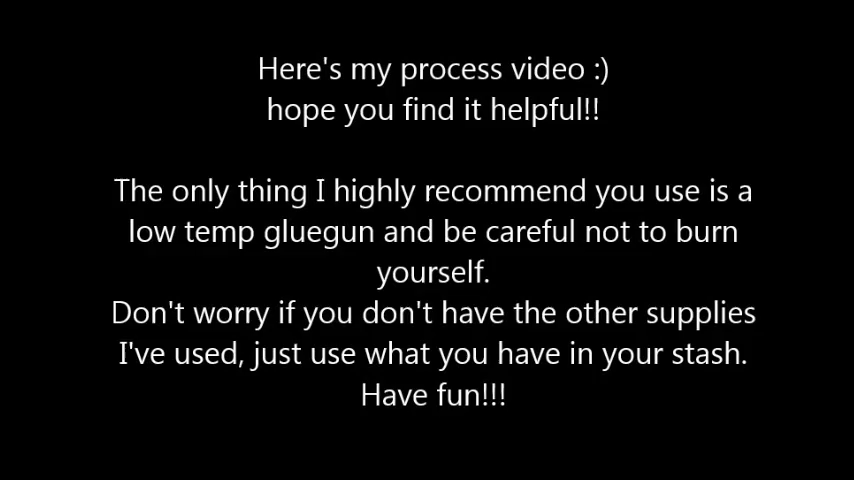 Here's my process video :)
hope you find it helpful!!
The only thing I highly recommend you use is a
low temp gluegun and be careful not to burn
yourself.
Don't worry if you don't have the other supplies
I've used, just use what you have in your stash.
Have fun!!!